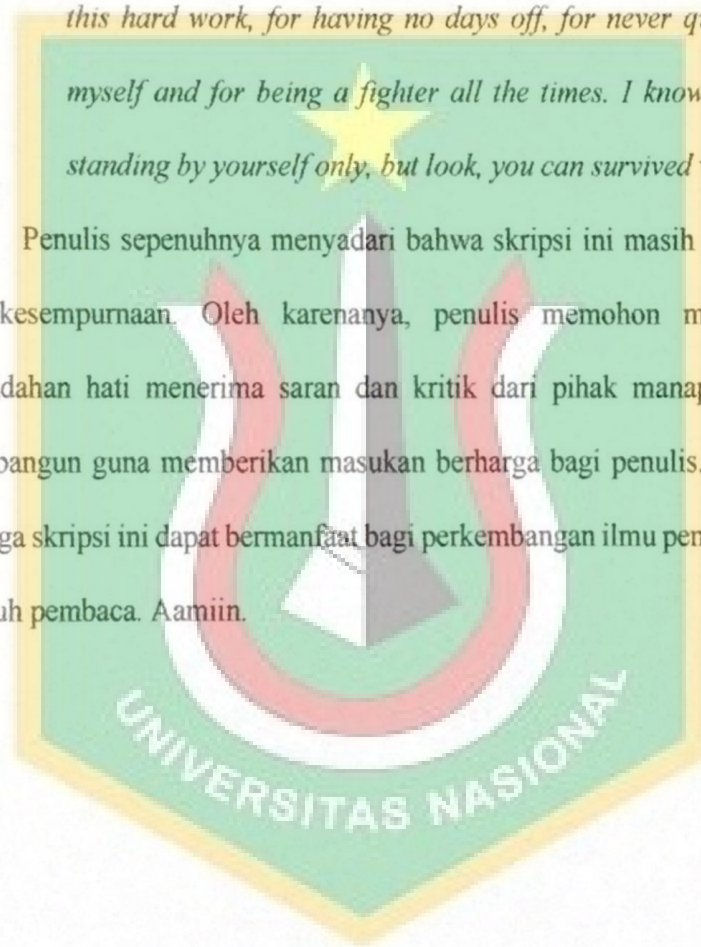 this hard work, for having no days off, for never
myself and for being a fighter all the times. I know
standing by yourself only, but look, you can survived
Penulis sepenuhnya menyadari bahwa skripsi ini masih
kesempurnaan. Oleh karenanya, penulis memohon
dahan hati menerima saran dan kritik dari pihak
bangun guna memberikan masukan berharga bagi penulis.
ga skripsi ini dapat bermanfaat bagi perkembangan ilmu
uh pembaca. Aamiin.
UNIVERSITAS NASIONAL